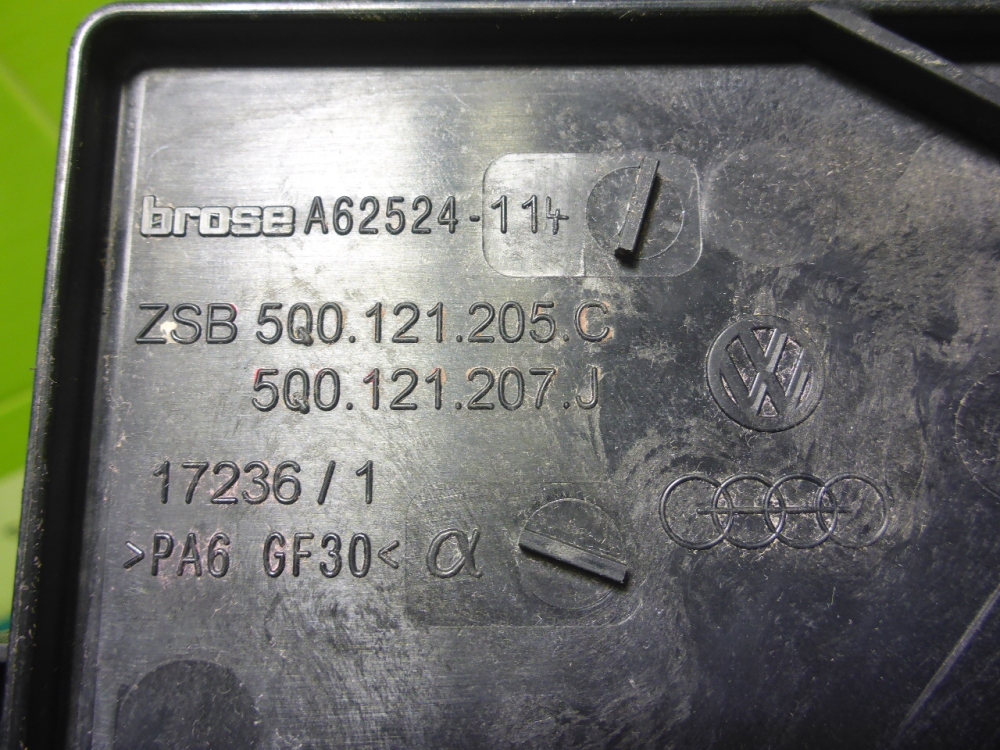 brose A62524-114
ZSB 5Q0.121.205.C
5Q0.121.207.J
17236 / 1
>PA6 GF30< α